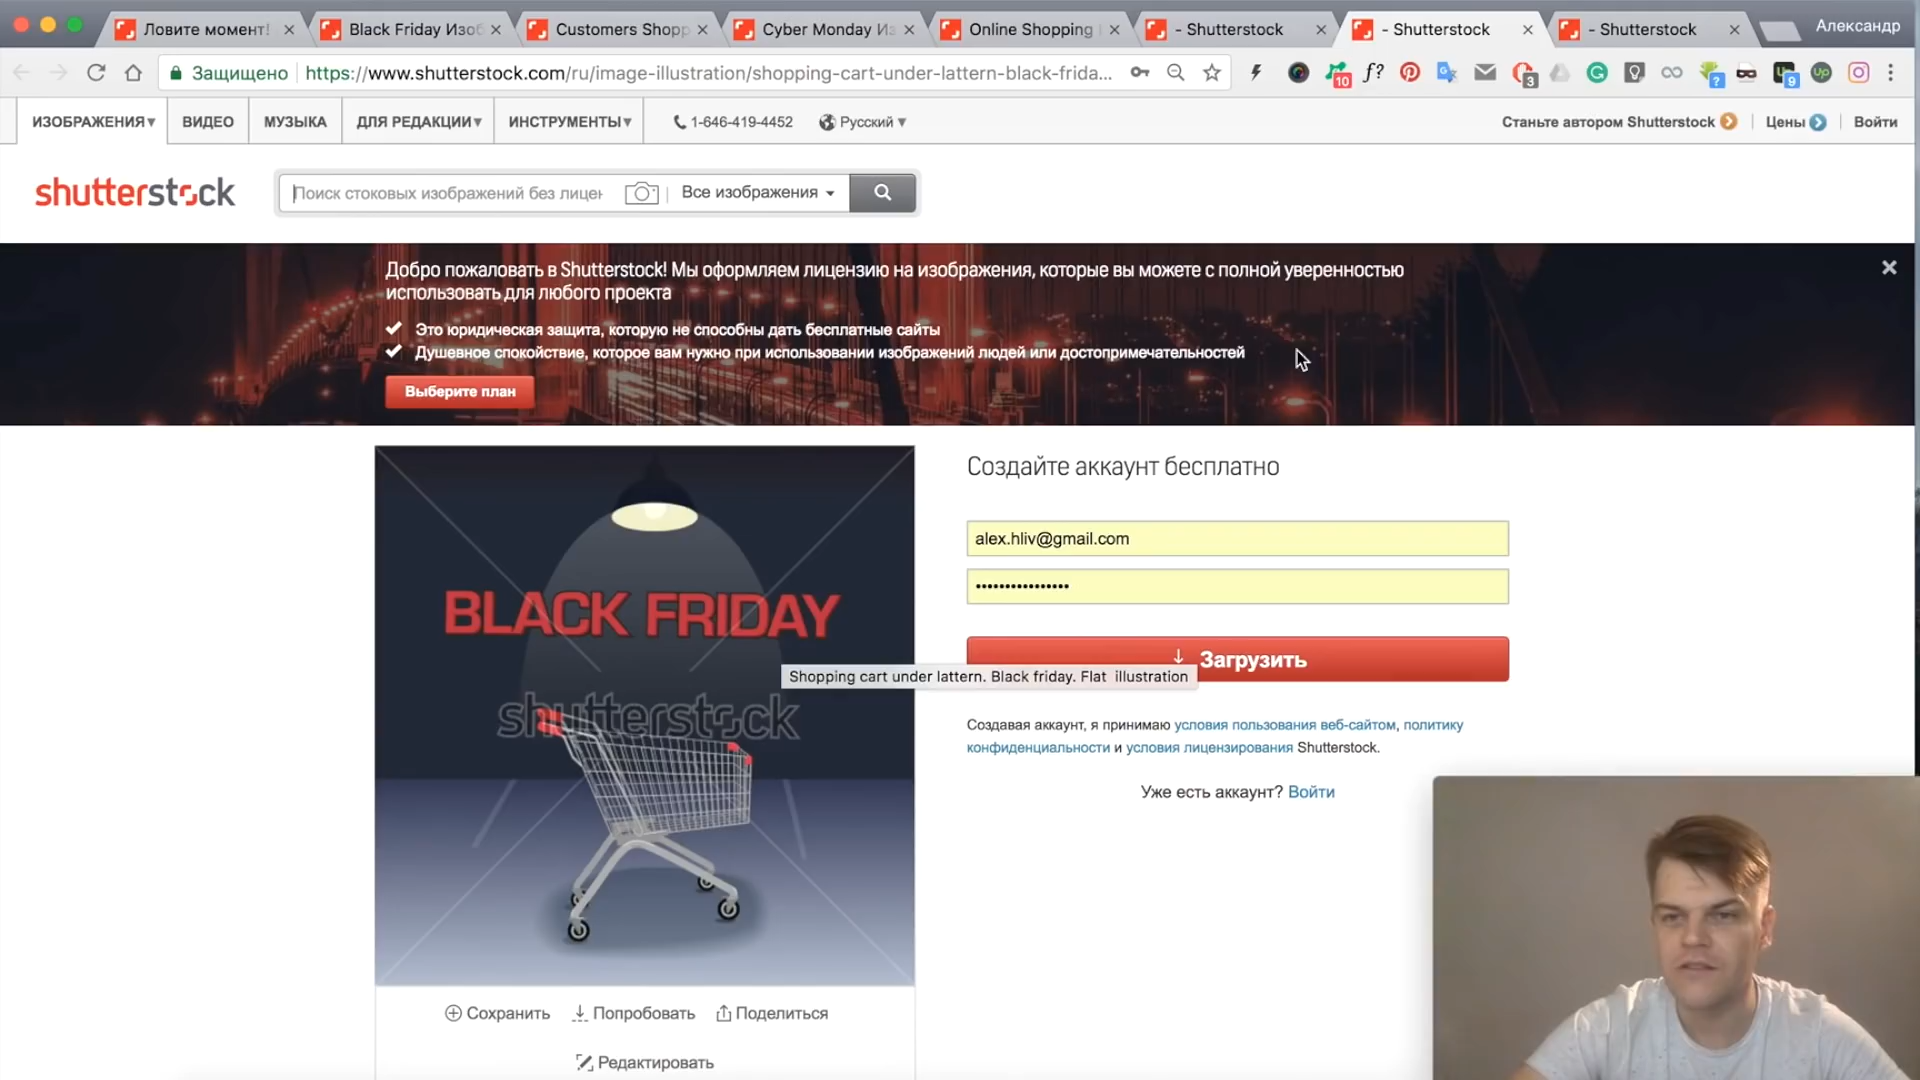 Ловите момент!
Black Friday Изоб
Customers Shopp
Cyber Monday Из
Online Shopping
- Shutterstock
- Shutterstock
- Shutterstock
Александр
Защищено
https://www.shutterstock.com/ru/image-illustration/shopping-cart-under-lattern-black-frida...
10
f?
3
?
9
Up
ИЗОБРАЖЕНИЯ
ВИДЕО
МУЗЫКА
ДЛЯ РЕДАКЦИИ
ИНСТРУМЕНТЫ
1-646-419-4452
Русский
Станьте автором Shutterstock
Цены
Войти
shutterstock
Поиск стоковых изображений без лицен
Все изображения
Добро пожаловать в Shutterstock! Мы оформляем лицензию на изображения, которые вы можете с полной уверенностью
использовать для любого проекта
Это юридическая защита, которую не способны дать бесплатные сайты
Душевное спокойствие, которое вам нужно при использовании изображений людей или достопримечательностей
Выберите план
BLACK FRIDAY
shutterstock
Создайте аккаунт бесплатно
alex.hliv@gmail.com
••••••••••••••••
Загрузить
Shopping cart under lattern. Black friday. Flat illustration
Создавая аккаунт, я принимаю условия пользования веб-сайтом, политику
конфиденциальности и условия лицензирования Shutterstock.
Уже есть аккаунт? Войти
Сохранить
Попробовать
Поделиться
Редактировать